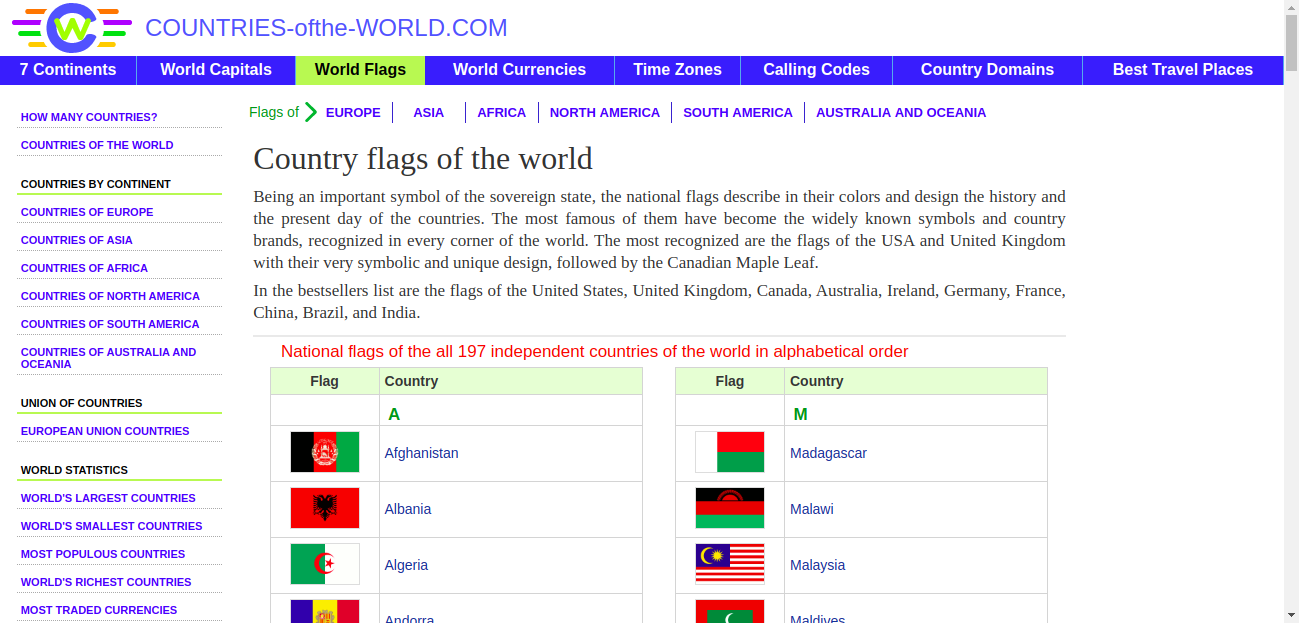 COUNTRIES-ofthe-WORLD.COM
7 Continents World Capitals World Flags World Currencies Time Zones Calling Codes Country Domains Best Travel Places
HOW MANY COUNTRIES?
COUNTRIES OF THE WORLD
COUNTRIES BY CONTINENT
COUNTRIES OF EUROPE
COUNTRIES OF ASIA
COUNTRIES OF AFRICA
COUNTRIES OF NORTH AMERICA
COUNTRIES OF SOUTH AMERICA
COUNTRIES OF AUSTRALIA AND
OCEANIA
UNION OF COUNTRIES
EUROPEAN UNION COUNTRIES
WORLD STATISTICS
WORLD'S LARGEST COUNTRIES
WORLD'S SMALLEST COUNTRIES
MOST POPULOUS COUNTRIES
WORLD'S RICHEST COUNTRIES
MOST TRADED CURRENCIES
Flags of EUROPE ASIA AFRICA NORTH AMERICA SOUTH AMERICA AUSTRALIA AND OCEANIA
Country flags of the world
Being an important symbol of the sovereign state, the national flags describe in their colors and design the history and
the present day of the countries. The most famous of them have become the widely known symbols and country
brands, recognized in every corner of the world. The most recognized are the flags of the USA and United Kingdom
with their very symbolic and unique design, followed by the Canadian Maple Leaf.
In the bestsellers list are the flags of the United States, United Kingdom, Canada, Australia, Ireland, Germany, France,
China, Brazil, and India.
National flags of the all 197 independent countries of the world in alphabetical order
Flag Country
A
Afghanistan
Albania
Algeria
Andorra
Flag Country
M
Madagascar
Malawi
Malaysia
Maldives